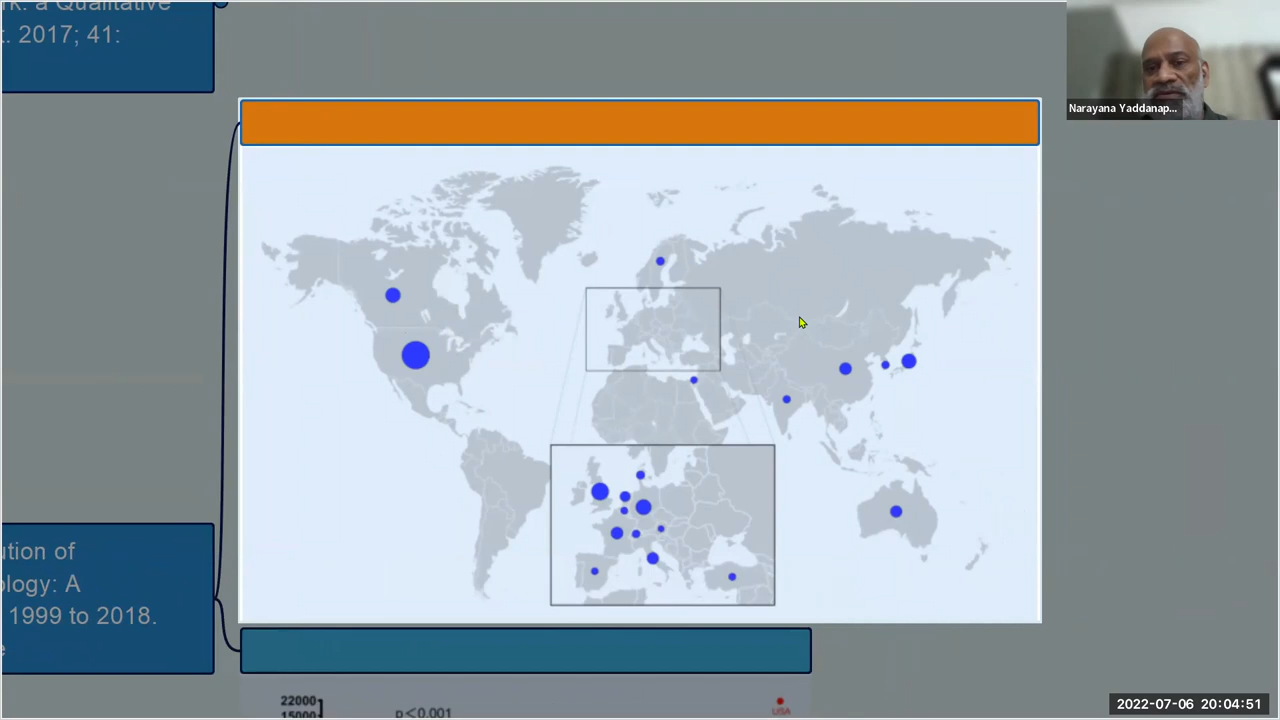 a Qualitative
2017; 41:
Narayana Yaddanap...
ution of
ology: A
1999 to 2018.
e
22000
15000
p<0.001
USA
2022-07-06 20:04:51